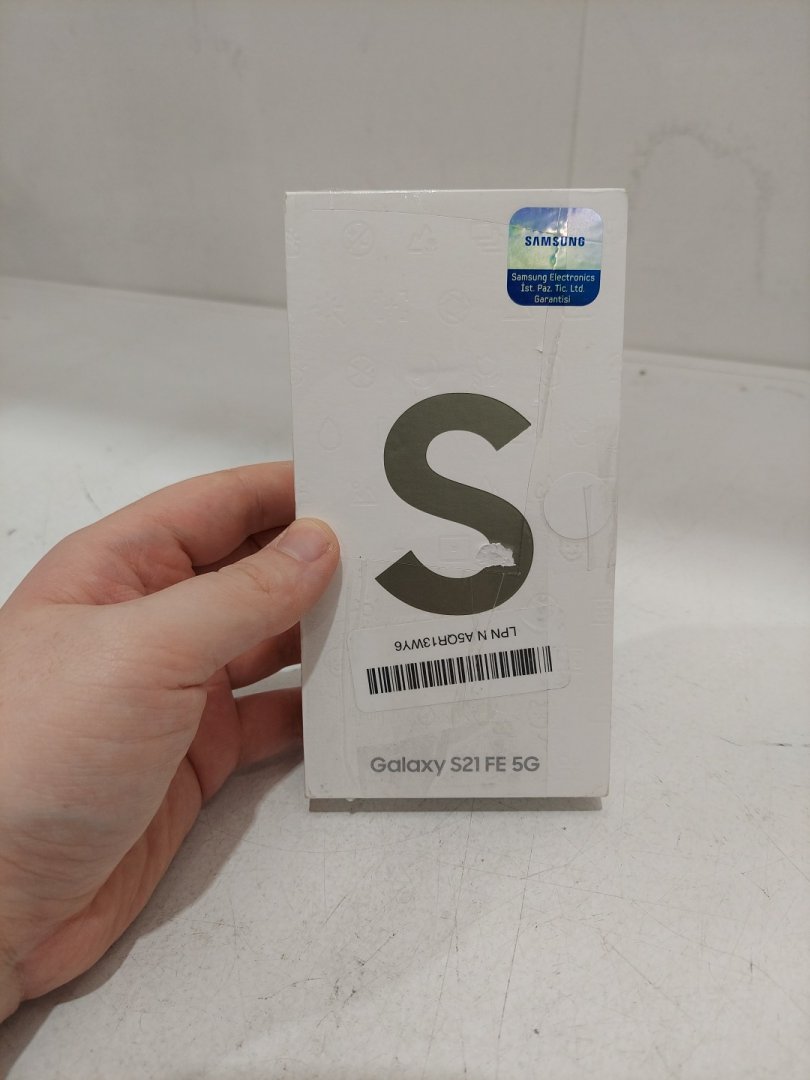 SAMSUNG
Samsung Electronics
İst. Paz. Tic. Ltd.
Garantisi
S
LPN N A5QR13WY6
Galaxy S21 FE 5G